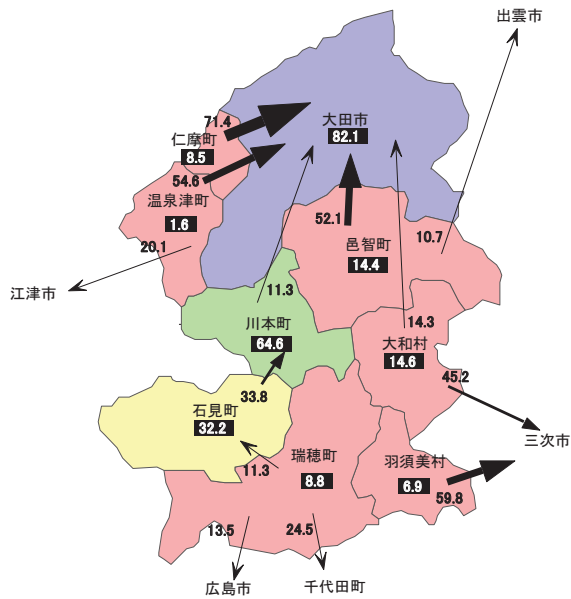 出雲市
71.4
大田市
82.1
仁摩町
8.5
54.6
温泉津町
1.6
52.1
邑智町
14.4
10.7
20.1
江津市
11.3
川本町
64.6
14.3
大和村
14.6
45.2
33.8
石見町
32.2
三次市
瑞穂町
8.8
11.3
羽須美村
6.9
59.8
13.5
24.5
広島市
千代田町